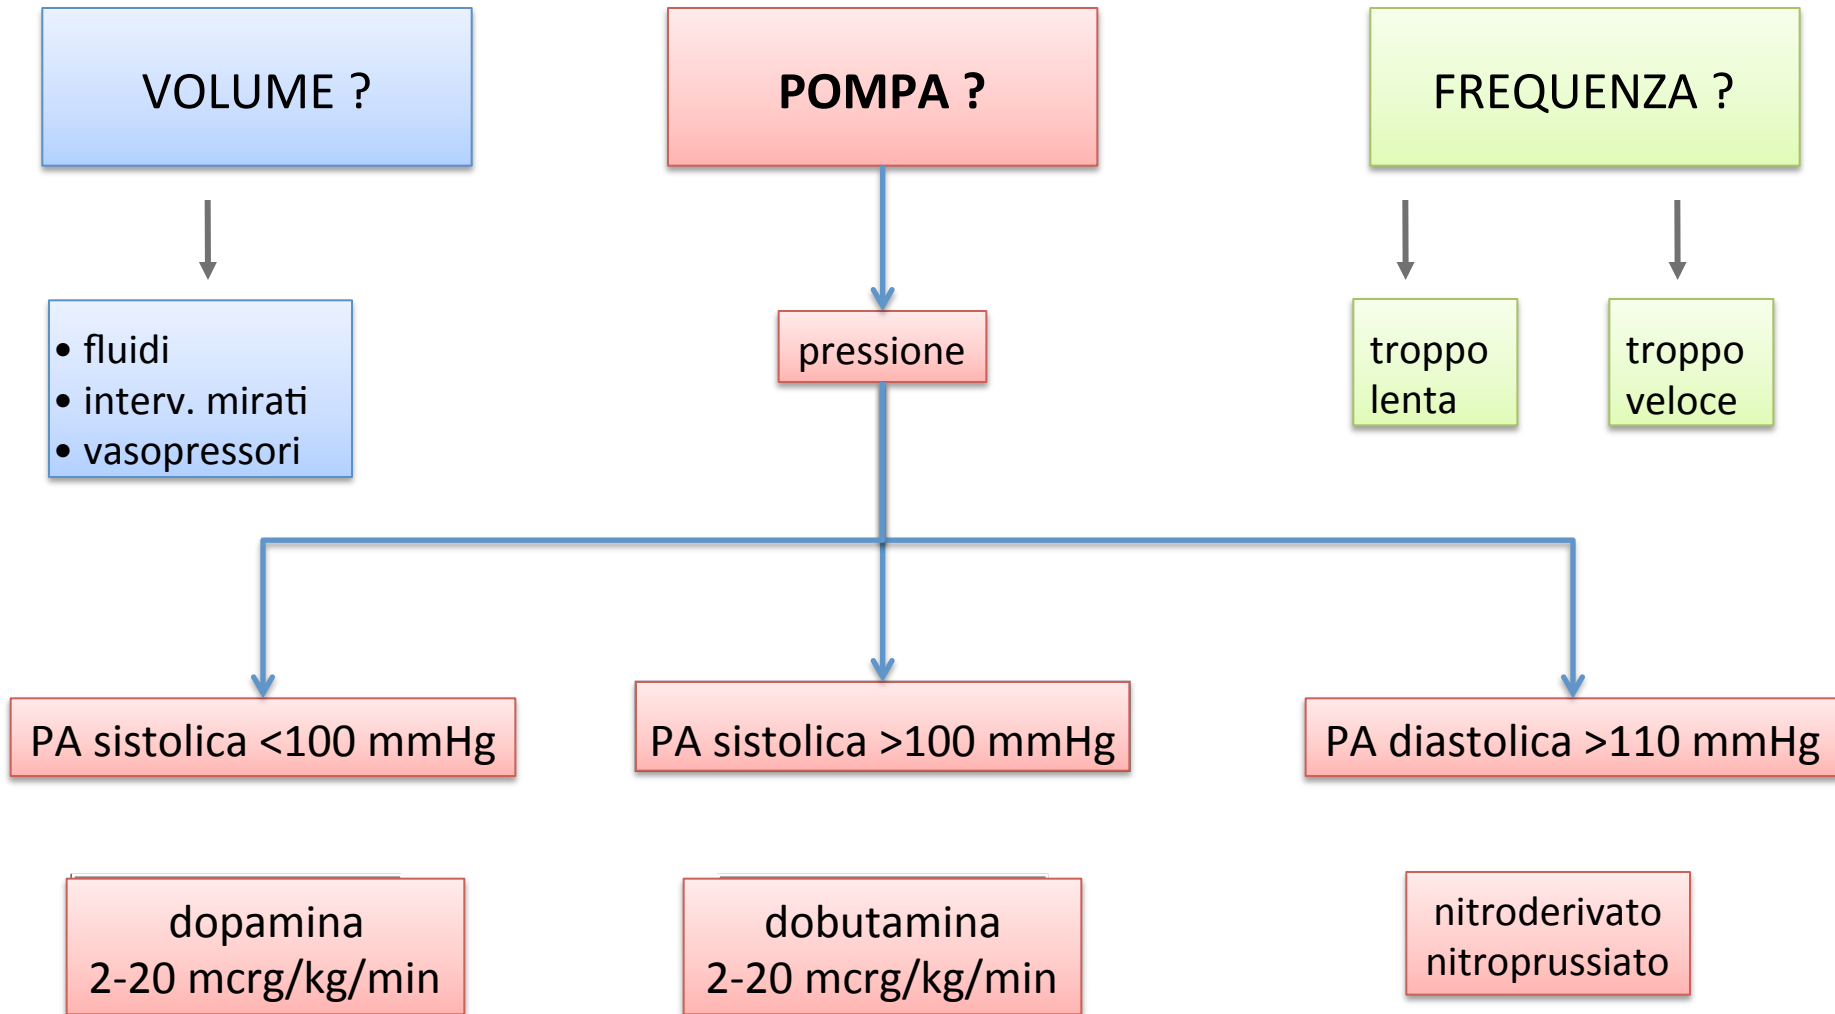 VOLUME ?
POMPA ?
FREQUENZA ?
• fluidi
• interv. mirati
• vasopressori
pressione
troppo
lenta
troppo
veloce
PA sistolica <100 mmHg
PA sistolica >100 mmHg
PA diastolica >110 mmHg
dopamina
2-20 mcrg/kg/min
dobutamina
2-20 mcrg/kg/min
nitroderivato
nitroprussiato